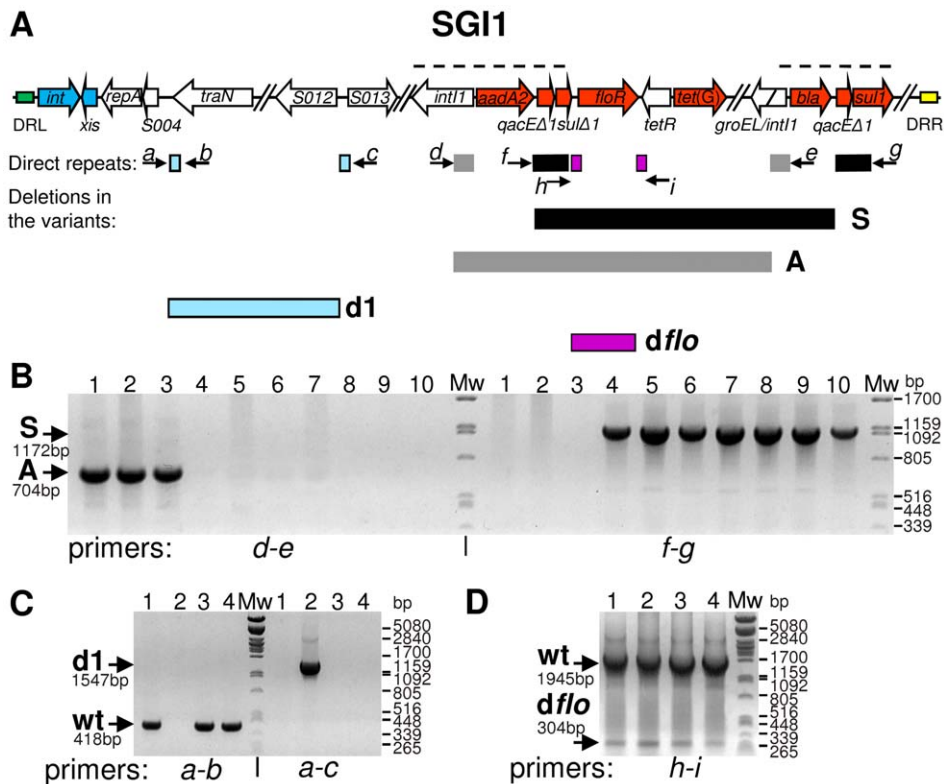 A
SGI1
int repA traN S012 S013 intI1 aadA2 floR tet(G) bla sul1
DRL xis S004 qacEΔ1 sulΔ1 tetR groEL/intI1 qacEΔ1 DRR
Direct repeats: a b c d f e g
h i
Deletions in
the variants:
S
A
d1
dflo
B
1 2 3 4 5 6 7 8 9 10 Mw 1 2 3 4 5 6 7 8 9 10 Mw bp
S
1172bp
A
704bp
1700
1159
1092
805
516
448
339
primers: d-e | f-g
C
1 2 3 4 Mw 1 2 3 4 bp
d1
1547bp
wt
418bp
5080
2840
1700
1159
1092
805
516
448
339
265
primers: a-b | a-c
D
1 2 3 4 Mw bp
wt
1945bp
dflo
304bp
5080
2840
1700
1159
1092
805
516
448
339
265
primers: h-i